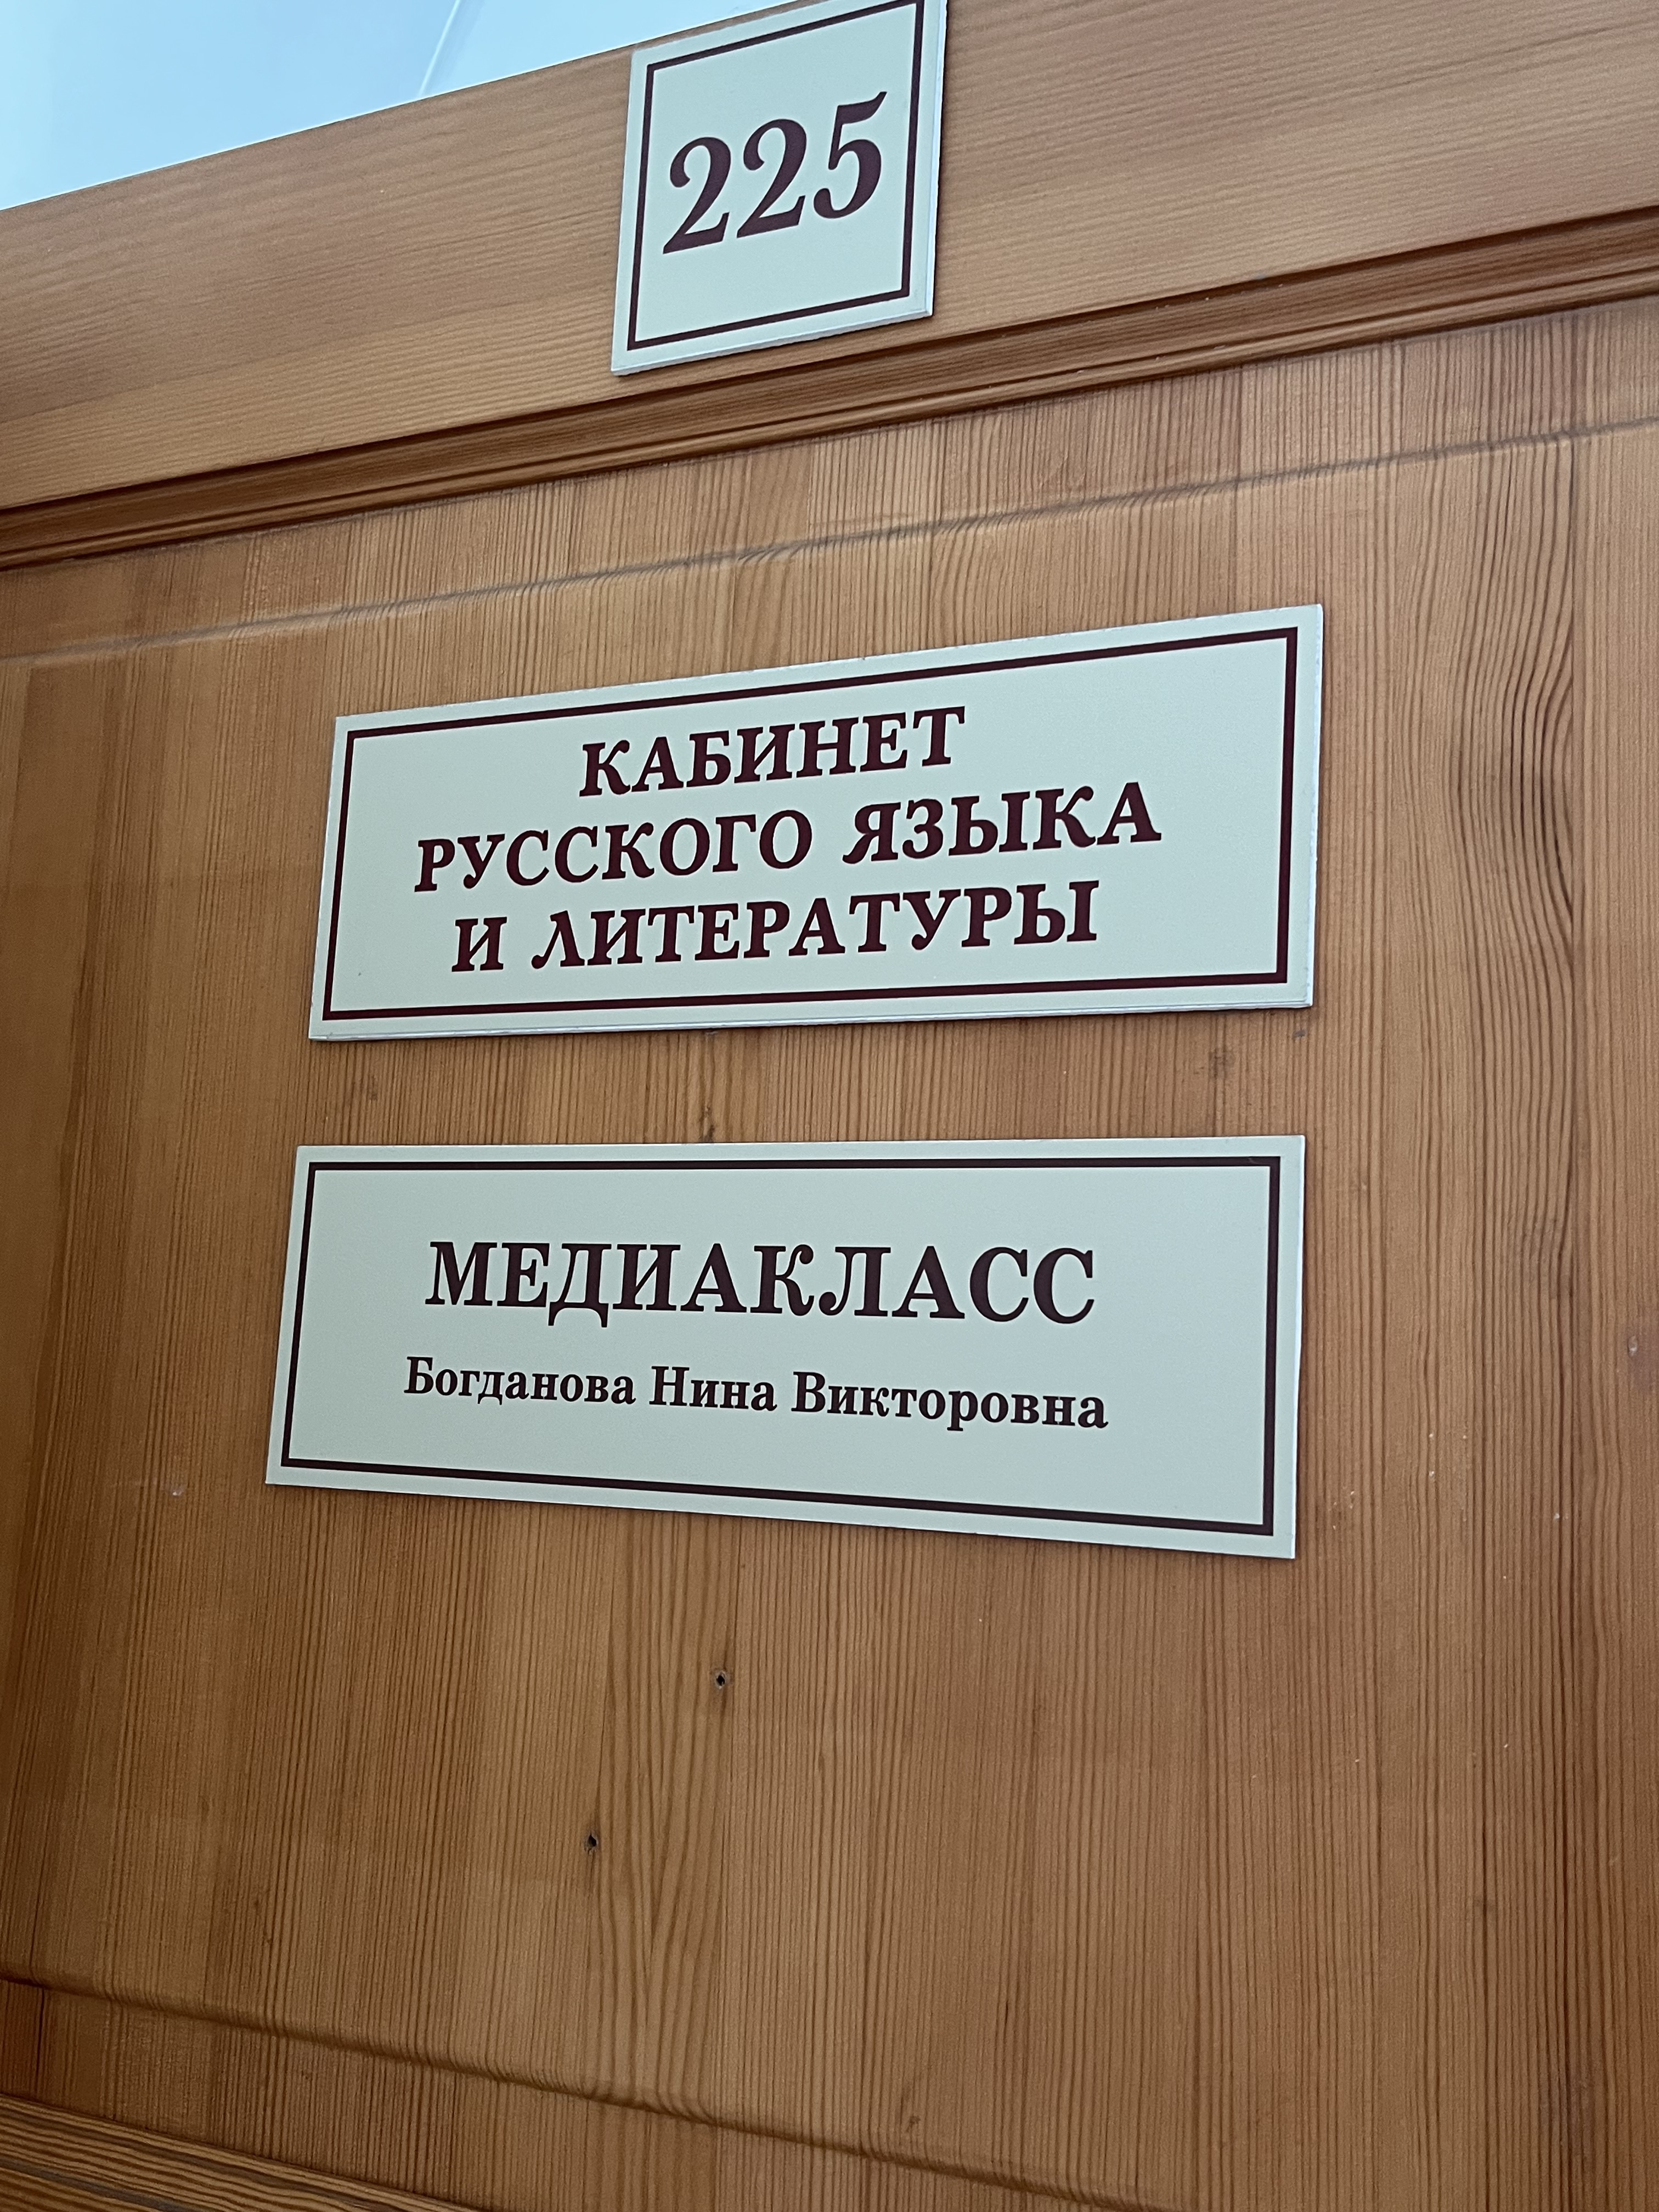 225
КАБИНЕТ
РУССКОГО ЯЗЫКА
И ЛИТЕРАТУРЫ
МЕДИАКЛАСС
Богданова Нина Викторовна